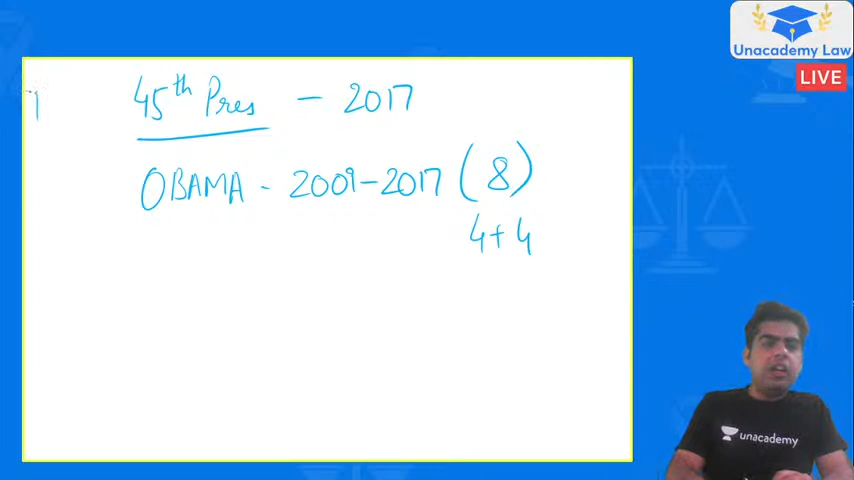 Unacademy Law
LIVE
45th Pres - 2017
OBAMA - 2009-2017 (8)
4+4
unacademy